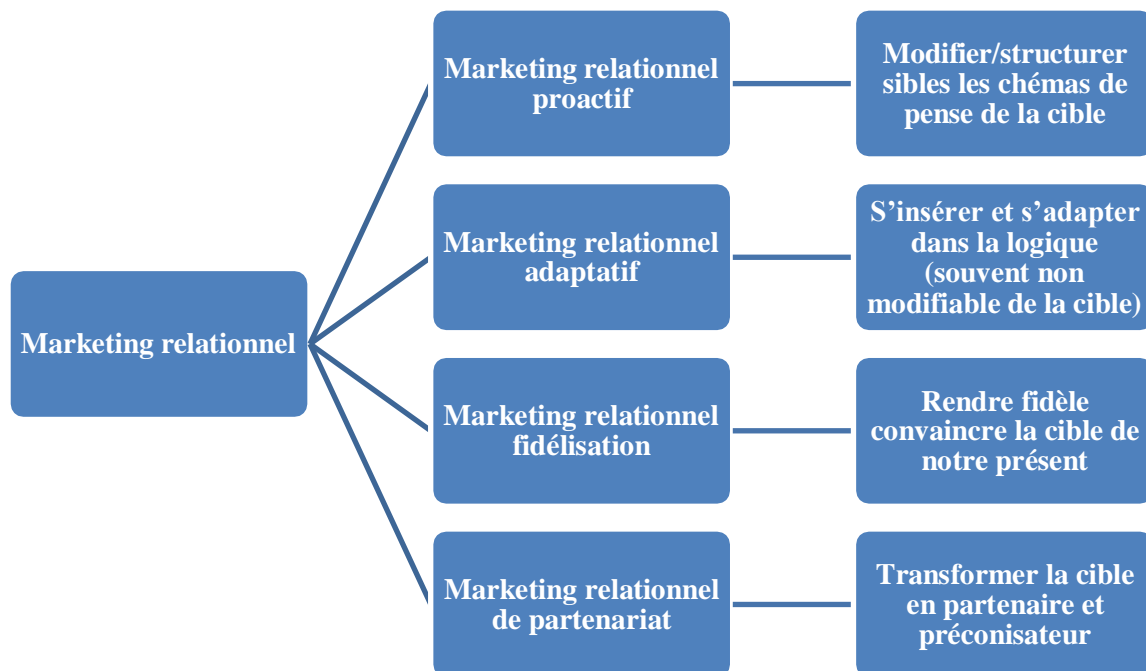 Marketing relationnel
Marketing relationnel
proactif
Modifier/structurer
sibles les chémas de
pense de la cible
Marketing relationnel
adaptatif
S’insérer et s’adapter
dans la logique
(souvent non
modifiable de la cible)
Marketing relationnel
fidélisation
Rendre fidèle
convaincre la cible de
notre présent
Marketing relationnel
de partenariat
Transformer la cible
en partenaire et
préconisateur